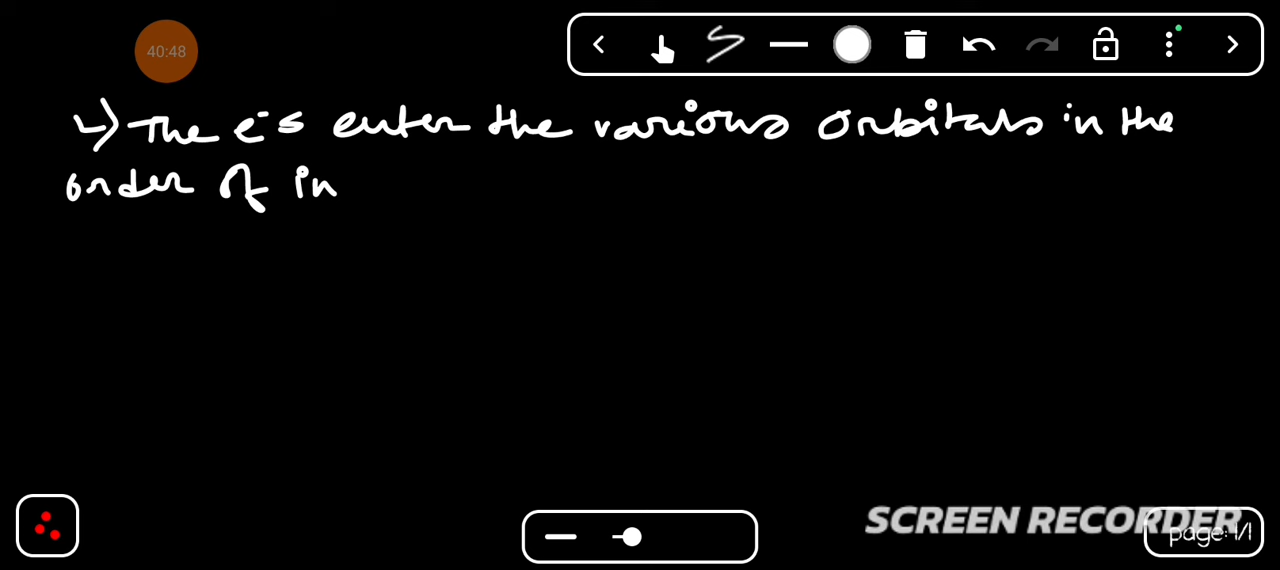 40:48
↳ The e⁻s enter the various orbitals in the
order of in
SCREEN RECORDER
page:1/1